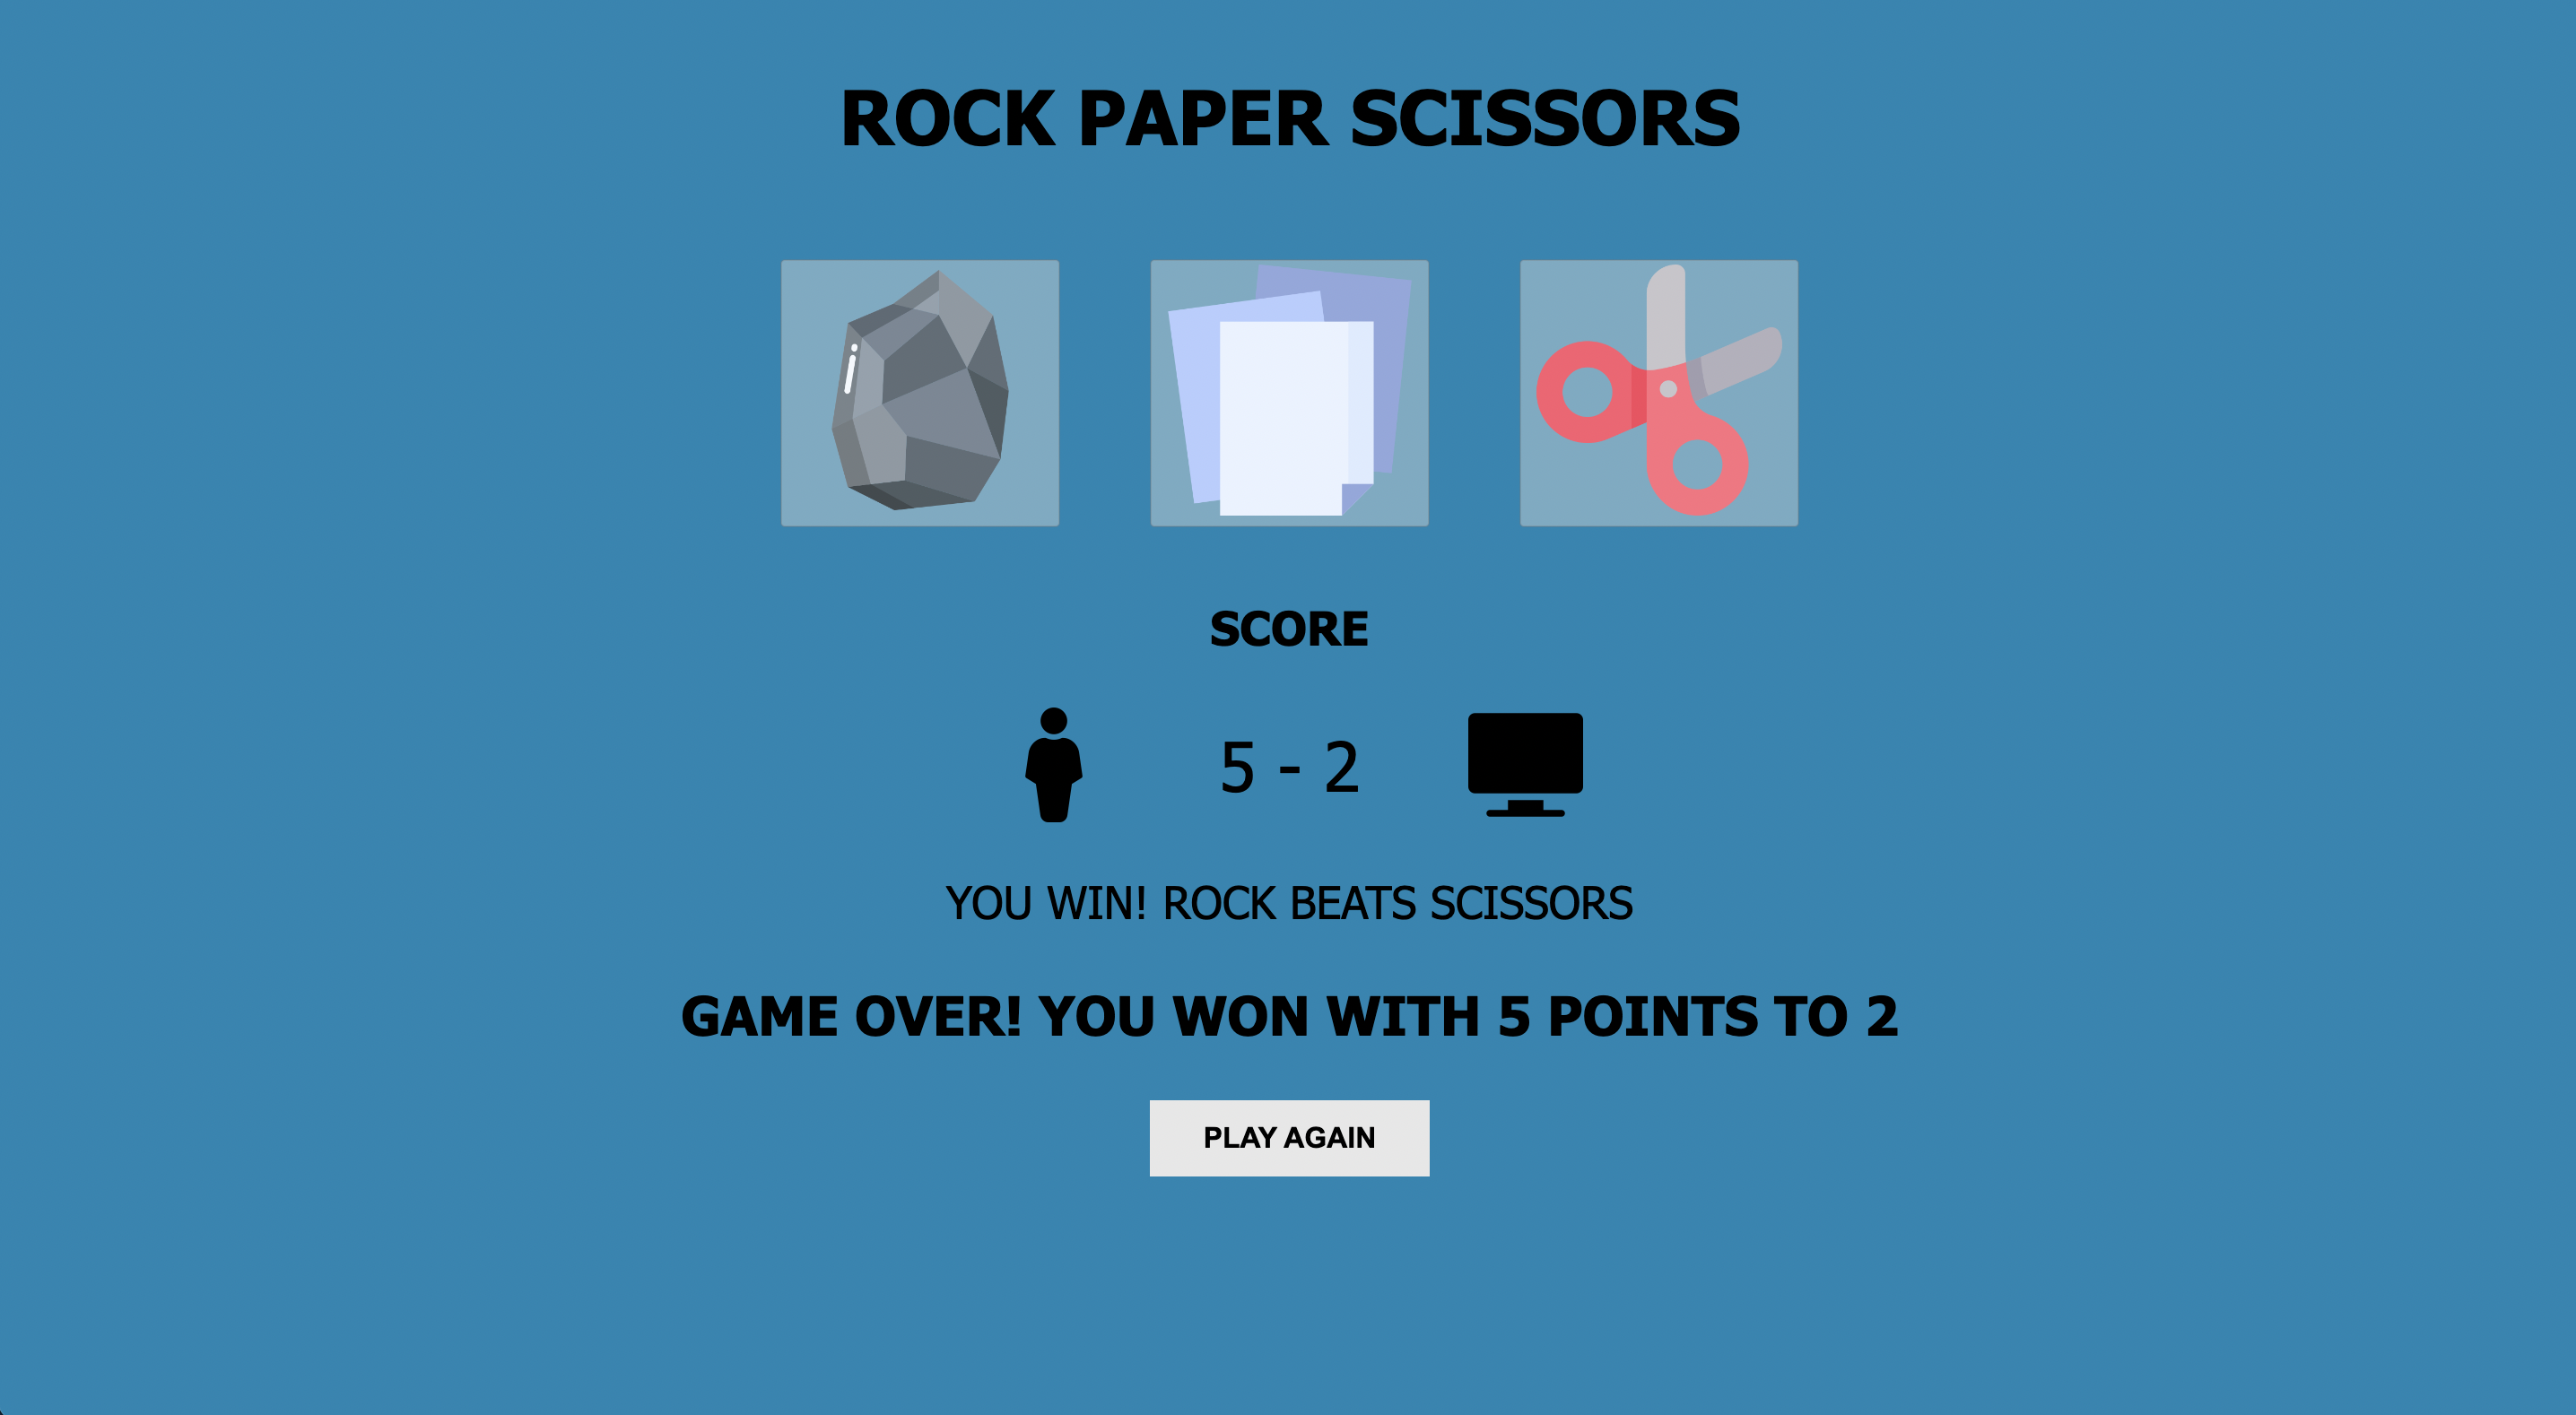 ROCK PAPER SCISSORS
SCORE
5 - 2
YOU WIN! ROCK BEATS SCISSORS
GAME OVER! YOU WON WITH 5 POINTS TO 2
PLAY AGAIN